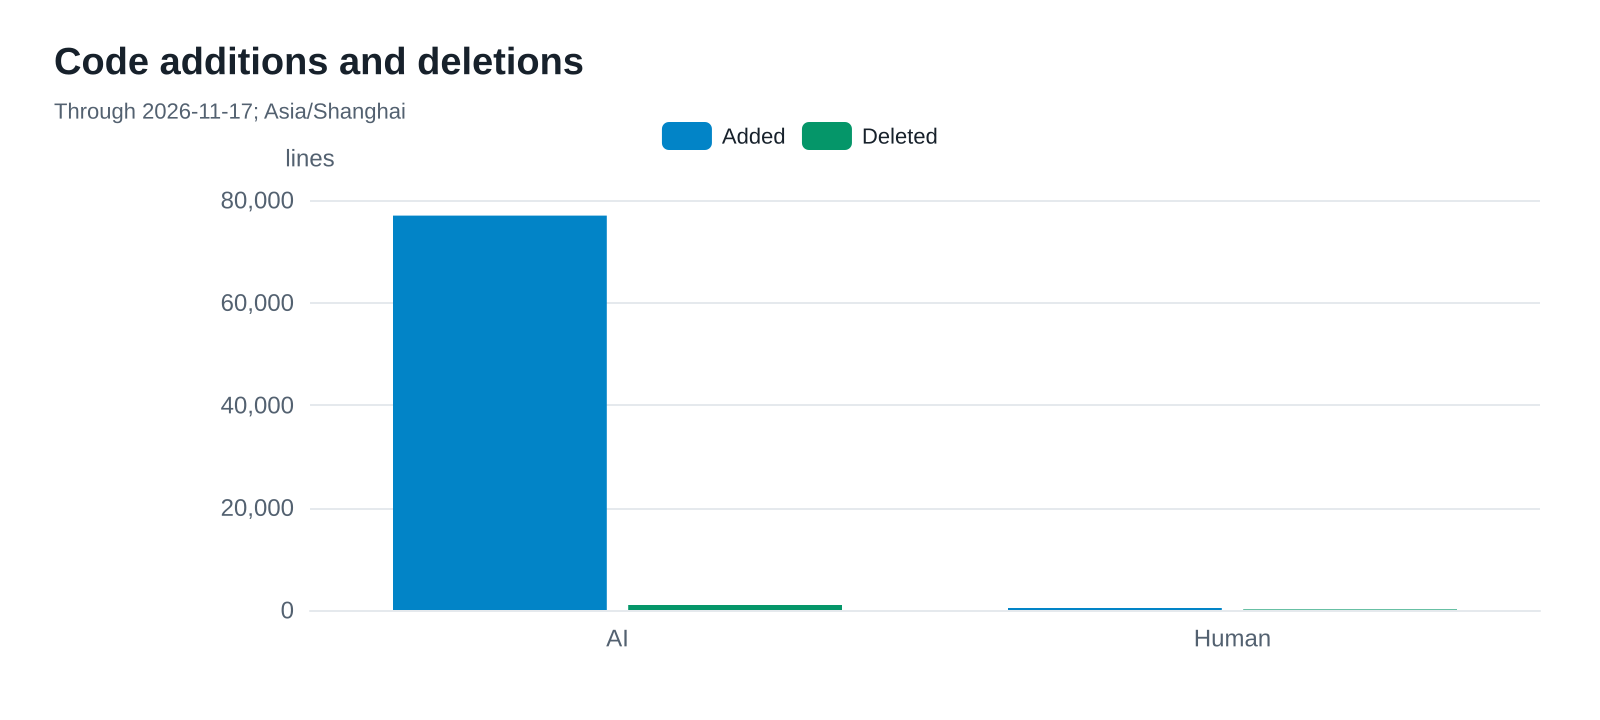 Code additions and deletions
Through 2026-11-17; Asia/Shanghai
Added Deleted
lines
80,000
60,000
40,000
20,000
0
AI Human